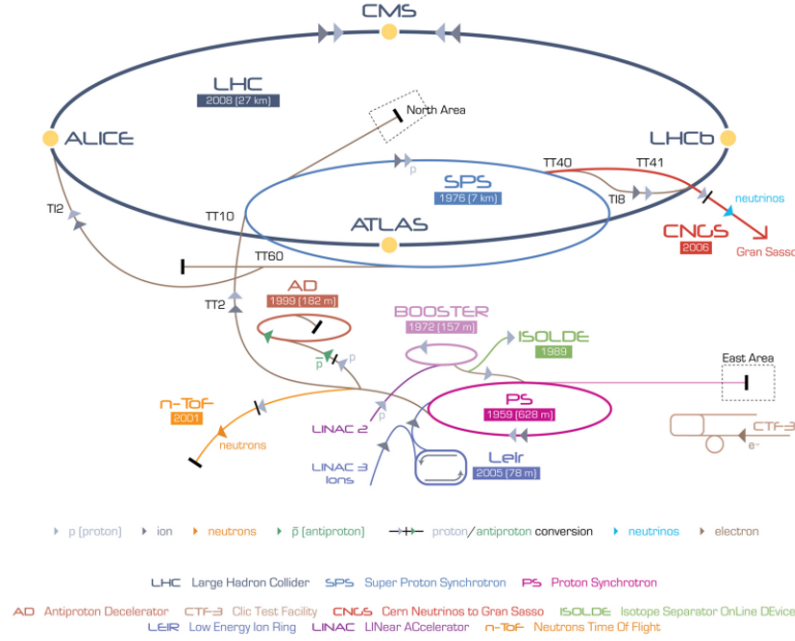 CMS
LHC
2008 (27 km)
North Area
ALICE
LHCb
TT40
TT41
SPS
1976 (7 km)
TI2
TI8
p
TT10
ATLAS
neutrinos
CNGS
2006
Gran Sasso
TT60
AD
1999 (182 m)
TT2
BOOSTER
1972 (157 m)
ISOLDE
1989
p̅
p
East Area
n-ToF
2001
PS
1959 (628 m)
p
neutrons
LINAC 2
CTF-3
e-
LINAC 3
Ions
Leir
2005 (78 m)
p (proton) ion neutrons p̅ (antiproton) proton/antiproton conversion neutrinos electron
LHC Large Hadron Collider SPS Super Proton Synchrotron PS Proton Synchrotron
AD Antiproton Decelerator CTF-3 Clic Test Facility CNGS Cern Neutrinos to Gran Sasso ISOLDE Isotope Separator OnLine DEvice
LEIR Low Energy Ion Ring LINAC LINear ACcelerator n-ToF Neutrons Time Of Flight